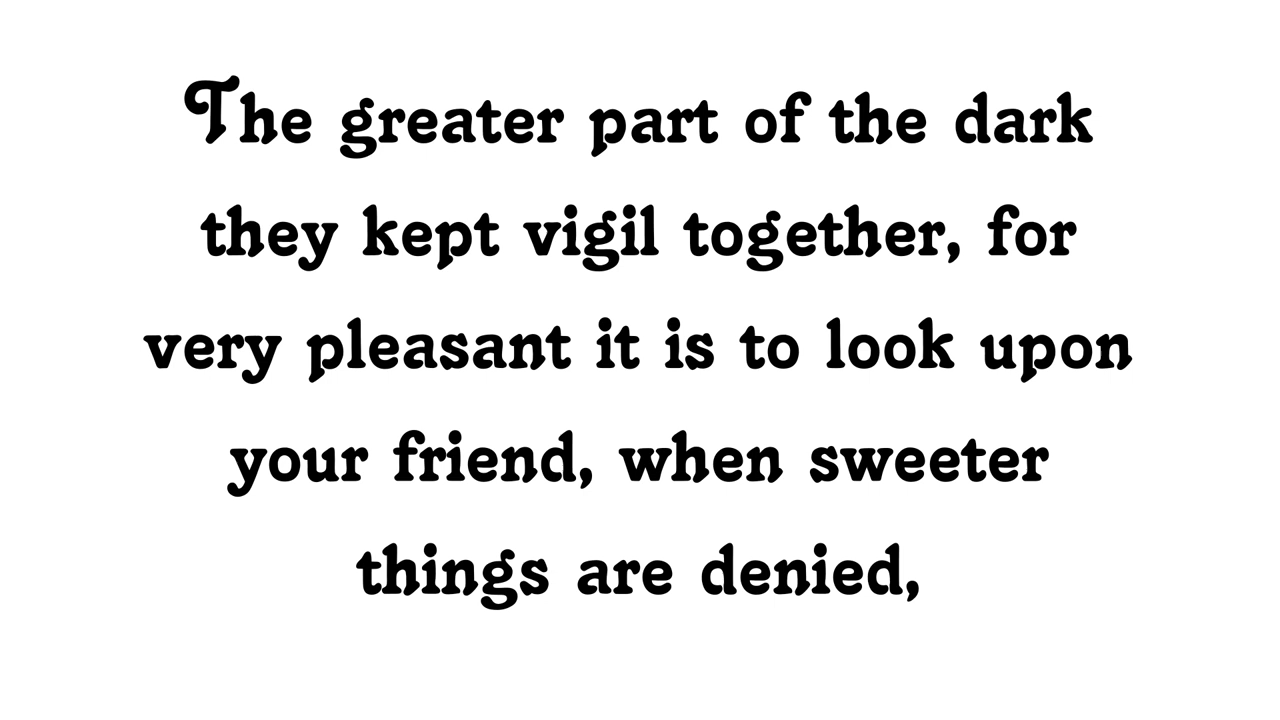 The greater part of the dark
they kept vigil together, for
very pleasant it is to look upon
your friend, when sweeter
things are denied,